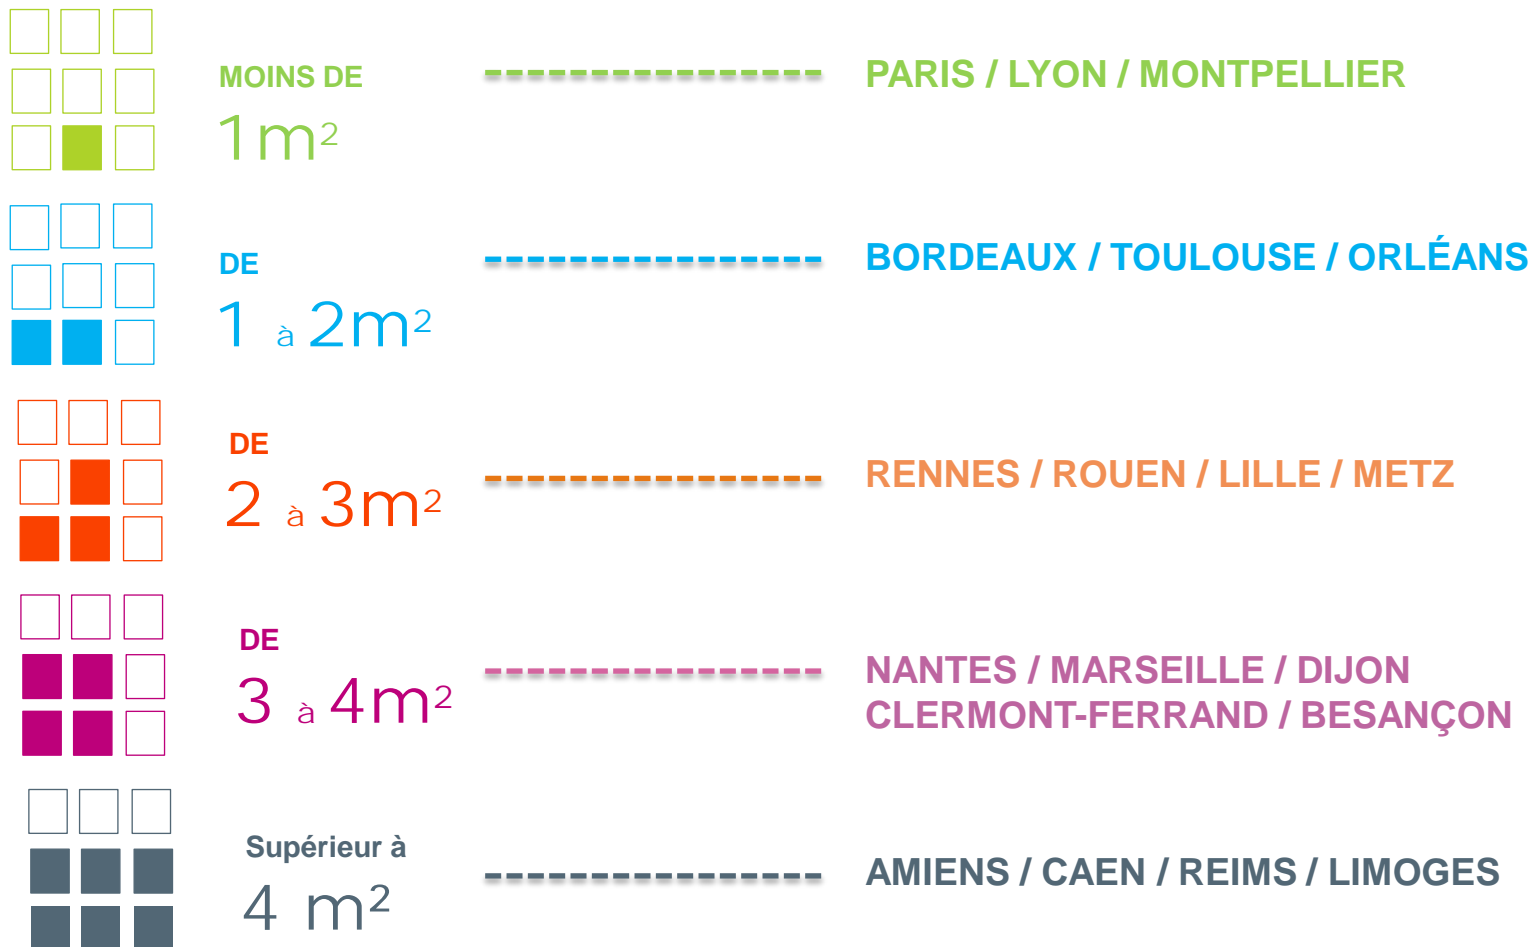 MOINS DE
1m²
PARIS / LYON / MONTPELLIER
DE
1 à 2m²
BORDEAUX / TOULOUSE / ORLÉANS
DE
2 à 3m²
RENNES / ROUEN / LILLE / METZ
DE
3 à 4m²
NANTES / MARSEILLE / DIJON
CLERMONT-FERRAND / BESANÇON
Supérieur à
4 m²
AMIENS / CAEN / REIMS / LIMOGES